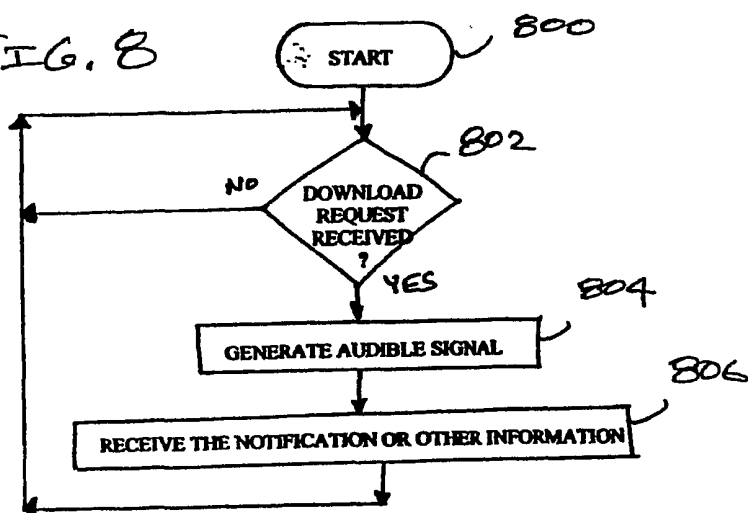 FIG. 8
START
800
802
NO
DOWNLOAD
REQUEST
RECEIVED
?
YES
804
GENERATE AUDIBLE SIGNAL
806
RECEIVE THE NOTIFICATION OR OTHER INFORMATION